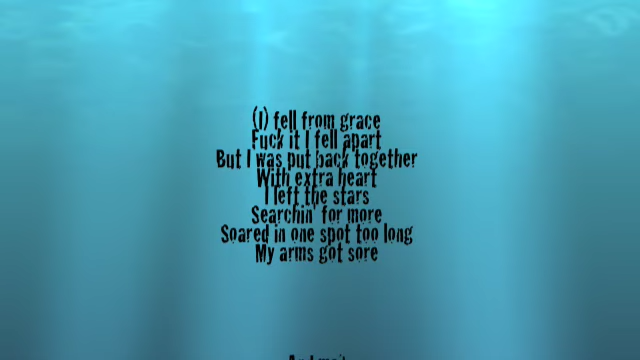 (I) fell from grace
Fuck it I fell apart
But I was put back together
With extra heart
I left the stars
Searchin' for more
Soared in one spot too long
My arms got sore